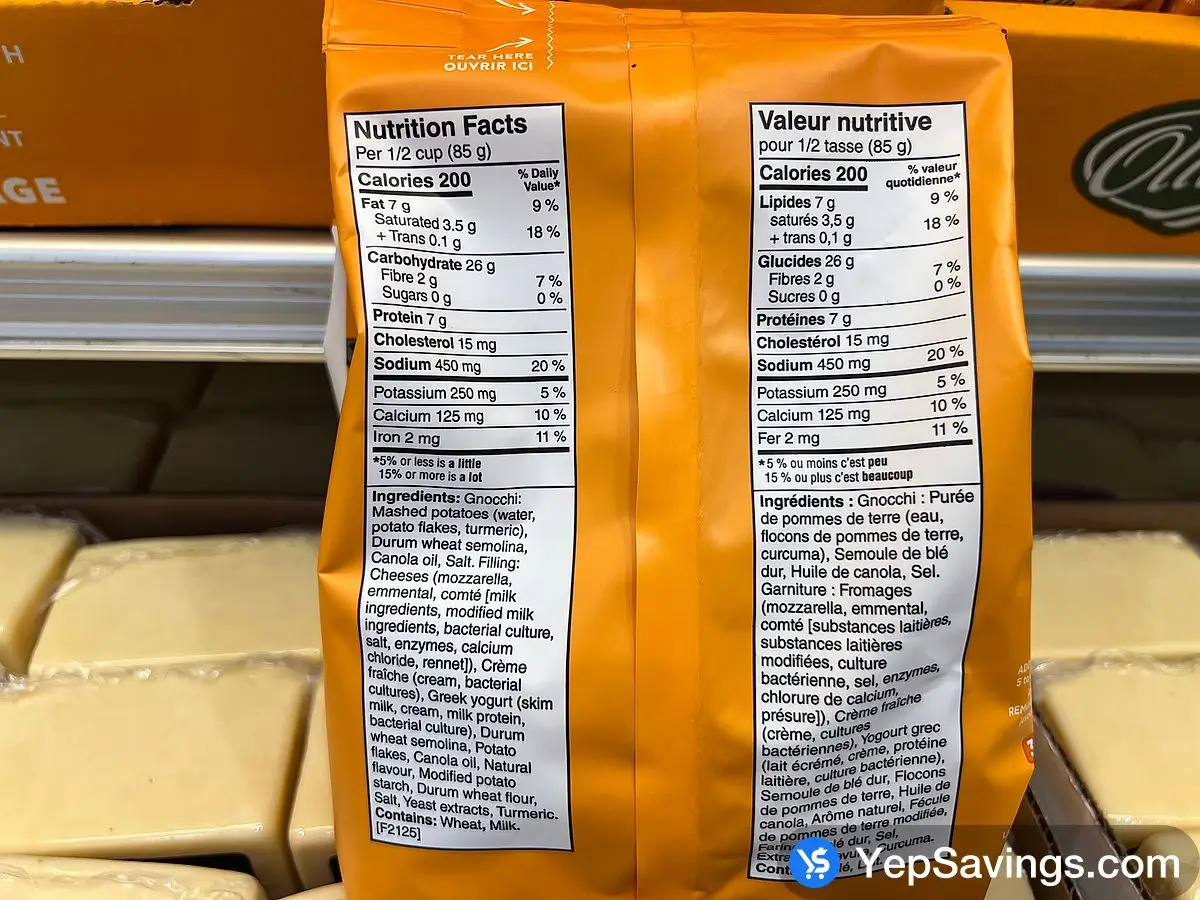 H
NT
GE
TEAR HERE
OUVRIR ICI
Nutrition Facts
Per 1/2 cup (85 g)
Calories 200
% Daily
Value*
Fat 7 g 9 %
Saturated 3.5 g
+ Trans 0.1 g 18 %
Carbohydrate 26 g
Fibre 2 g 7 %
Sugars 0 g 0 %
Protein 7 g
Cholesterol 15 mg
Sodium 450 mg 20 %
Potassium 250 mg 5 %
Calcium 125 mg 10 %
Iron 2 mg 11 %
*5% or less is a little
15% or more is a lot
Ingredients: Gnocchi:
Mashed potatoes (water,
potato flakes, turmeric),
Durum wheat semolina,
Canola oil, Salt. Filling:
Cheeses (mozzarella,
emmental, comté [milk
ingredients, modified milk
ingredients, bacterial culture,
salt, enzymes, calcium
chloride, rennet]), Crème
fraîche (cream, bacterial
cultures), Greek yogurt (skim
milk, cream, milk protein,
bacterial culture), Durum
wheat semolina, Potato
flakes, Canola oil, Natural
flavour, Modified potato
starch, Durum wheat flour,
Salt, Yeast extracts, Turmeric.
Contains: Wheat, Milk.
[F2125]
Valeur nutritive
pour 1/2 tasse (85 g)
Calories 200
% valeur
quotidienne*
Lipides 7 g 9 %
saturés 3,5 g
+ trans 0,1 g 18 %
Glucides 26 g
Fibres 2 g 7 %
Sucres 0 g 0 %
Protéines 7 g
Cholestérol 15 mg
Sodium 450 mg 20 %
Potassium 250 mg 5 %
Calcium 125 mg 10 %
Fer 2 mg 11 %
*5 % ou moins c'est peu
15 % ou plus c'est beaucoup
Ingrédients : Gnocchi : Purée
de pommes de terre (eau,
flocons de pommes de terre,
curcuma), Semoule de blé
dur, Huile de canola, Sel.
Garniture : Fromages
(mozzarella, emmental,
comté [substances laitières,
substances laitières
modifiées, culture
bactérienne, sel, enzymes,
chlorure de calcium,
présure]), Crème fraîche
(crème, cultures
bactériennes), Yogourt grec
(lait écrémé, crème, protéine
laitière, culture bactérienne),
Semoule de blé dur, Flocons
de pommes de terre, Huile de
canola, Arôme naturel, Fécule
de pommes de terre modifiée,
dur, Sel,
Curcuma.
YepSavings.com